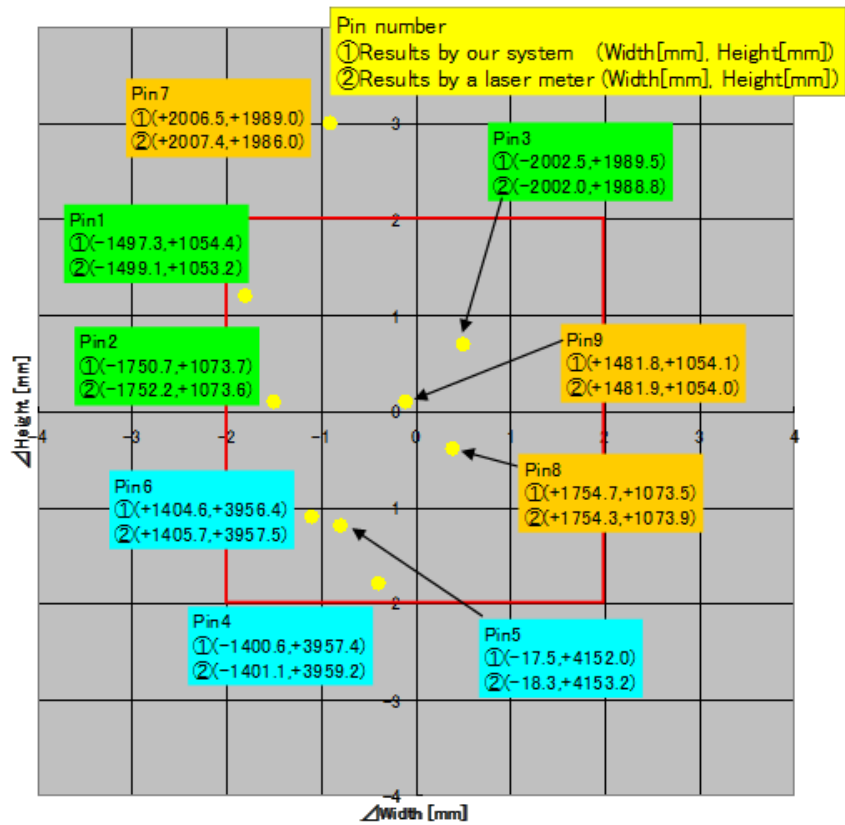 Pin number
①Results by our system (Width[mm], Height[mm])
②Results by a laser meter (Width[mm], Height[mm])
Pin7
①(+2006.5,+1989.0)
②(+2007.4,+1986.0)
3
Pin3
①(-2002.5,+1989.5)
②(-2002.0,+1988.8)
2
Pin1
①(-1497.3,+1054.4)
②(-1499.1,+1053.2)
1
Pin2
①(-1750.7,+1073.7)
②(-1752.2,+1073.6)
Pin9
①(+1481.8,+1054.1)
②(+1481.9,+1054.0)
0
-4 -3 -2 -1 0 1 2 3 4
⊿Height [mm]
Pin8
①(+1754.7,+1073.5)
②(+1754.3,+1073.9)
Pin6
①(+1404.6,+3956.4)
②(+1405.7,+3957.5)
-1
-2
Pin4
①(-1400.6,+3957.4)
②(-1401.1,+3959.2)
Pin5
①(-17.5,+4152.0)
②(-18.3,+4153.2)
-3
-4
⊿Width [mm]